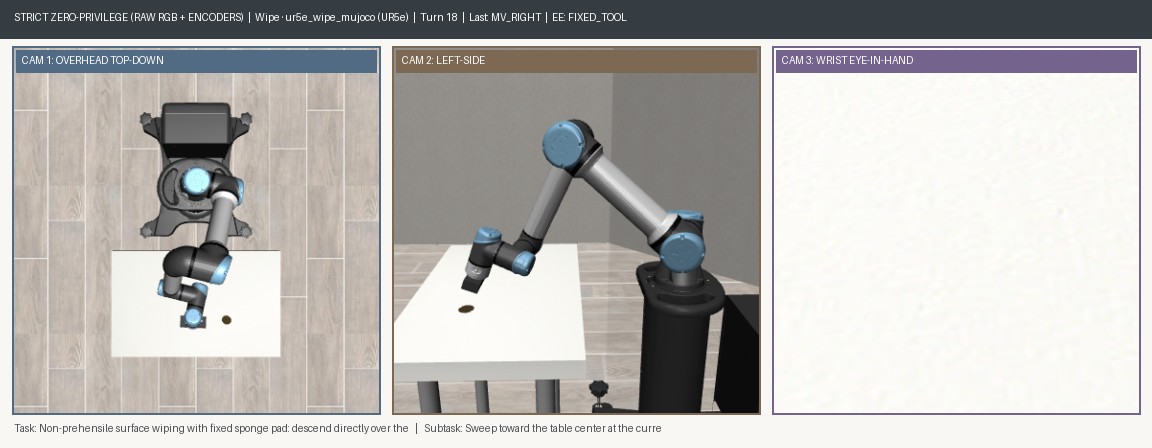 STRICT ZERO-PRIVILEGE (RAW RGB + ENCODERS) | Wipe · ur5e_wipe_mujoco (UR5e) | Turn 18 | Last MV_RIGHT | EE: FIXED_TOOL
CAM 1: OVERHEAD TOP-DOWN
CAM 2: LEFT-SIDE
CAM 3: WRIST EYE-IN-HAND
Task: Non-prehensile surface wiping with fixed sponge pad: descend directly over the | Subtask: Sweep toward the table center at the curre